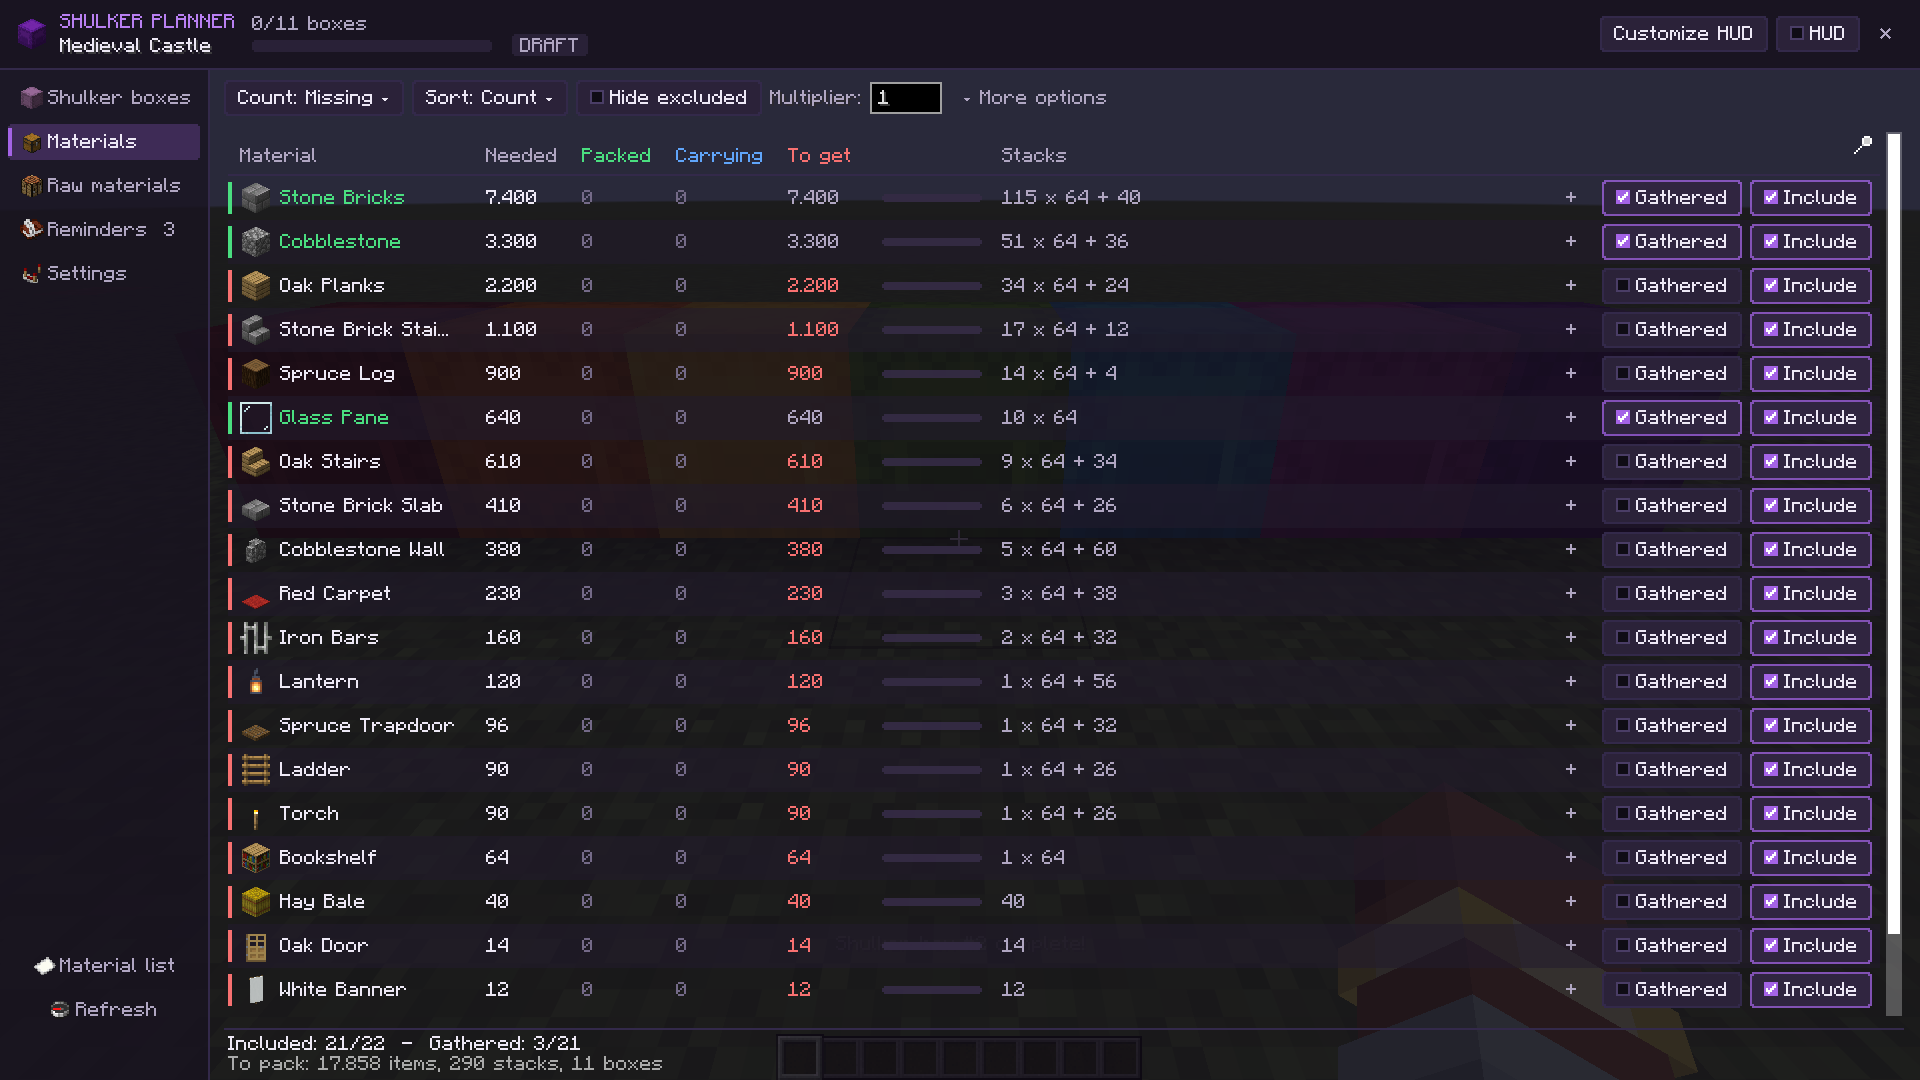 SHULKER PLANNER
Medieval Castle
0/11 boxes
DRAFT
Customize HUD
HUD
×
Shulker boxes
Materials
Raw materials
Reminders 3
Settings
Material list
Refresh
Count: Missing
Sort: Count
Hide excluded
Multiplier: 1
More options
Material Needed Packed Carrying To get Stacks
Stone Bricks 7.400 0 0 7.400 115 x 64 + 40 + Gathered Include
Cobblestone 3.300 0 0 3.300 51 x 64 + 36 + Gathered Include
Oak Planks 2.200 0 0 2.200 34 x 64 + 24 + Gathered Include
Stone Brick Stai... 1.100 0 0 1.100 17 x 64 + 12 + Gathered Include
Spruce Log 900 0 0 900 14 x 64 + 4 + Gathered Include
Glass Pane 640 0 0 640 10 x 64 + Gathered Include
Oak Stairs 610 0 0 610 9 x 64 + 34 + Gathered Include
Stone Brick Slab 410 0 0 410 6 x 64 + 26 + Gathered Include
Cobblestone Wall 380 0 0 380 5 x 64 + 60 + Gathered Include
Red Carpet 230 0 0 230 3 x 64 + 38 + Gathered Include
Iron Bars 160 0 0 160 2 x 64 + 32 + Gathered Include
Lantern 120 0 0 120 1 x 64 + 56 + Gathered Include
Spruce Trapdoor 96 0 0 96 1 x 64 + 32 + Gathered Include
Ladder 90 0 0 90 1 x 64 + 26 + Gathered Include
Torch 90 0 0 90 1 x 64 + 26 + Gathered Include
Bookshelf 64 0 0 64 1 x 64 + Gathered Include
Hay Bale 40 0 0 40 40 + Gathered Include
Oak Door 14 0 0 14 14 + Gathered Include
White Banner 12 0 0 12 12 + Gathered Include
Included: 21/22 – Gathered: 3/21
To pack: 17.858 items, 290 stacks, 11 boxes